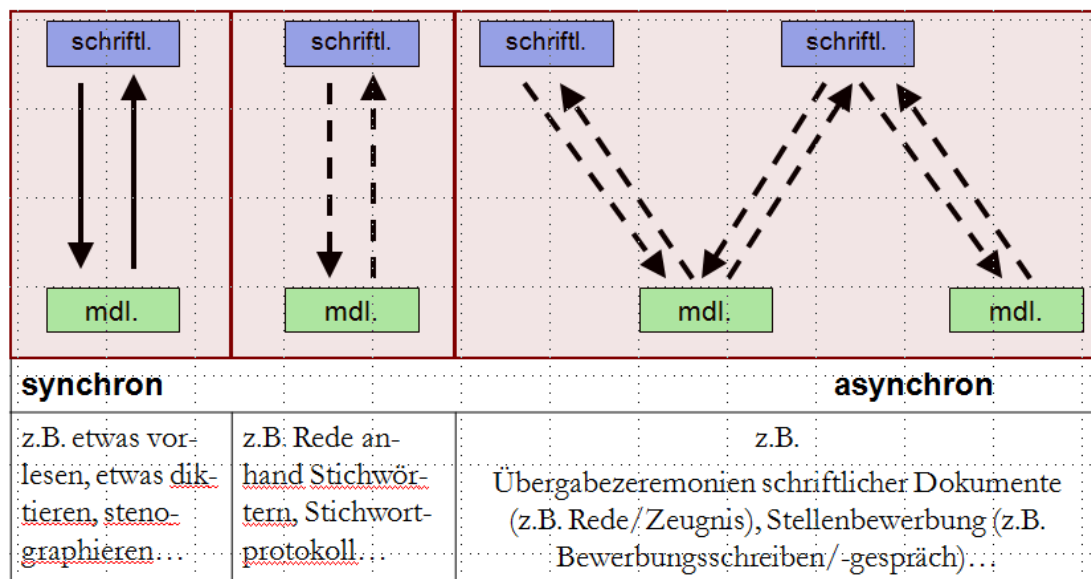 schriftl.
schriftl.
schriftl.
schriftl.
mdl.
mdl.
mdl.
mdl.
synchron
asynchron
z.B. etwas vor-
lesen, etwas dik-
tieren, steno-
graphieren…
z.B. Rede an-
hand Stichwör-
tern, Stichwort-
protokoll…
z.B.
Übergabezeremonien schriftlicher Dokumente
(z.B. Rede/Zeugnis), Stellenbewerbung (z.B.
Bewerbungsschreiben/-gespräch)…